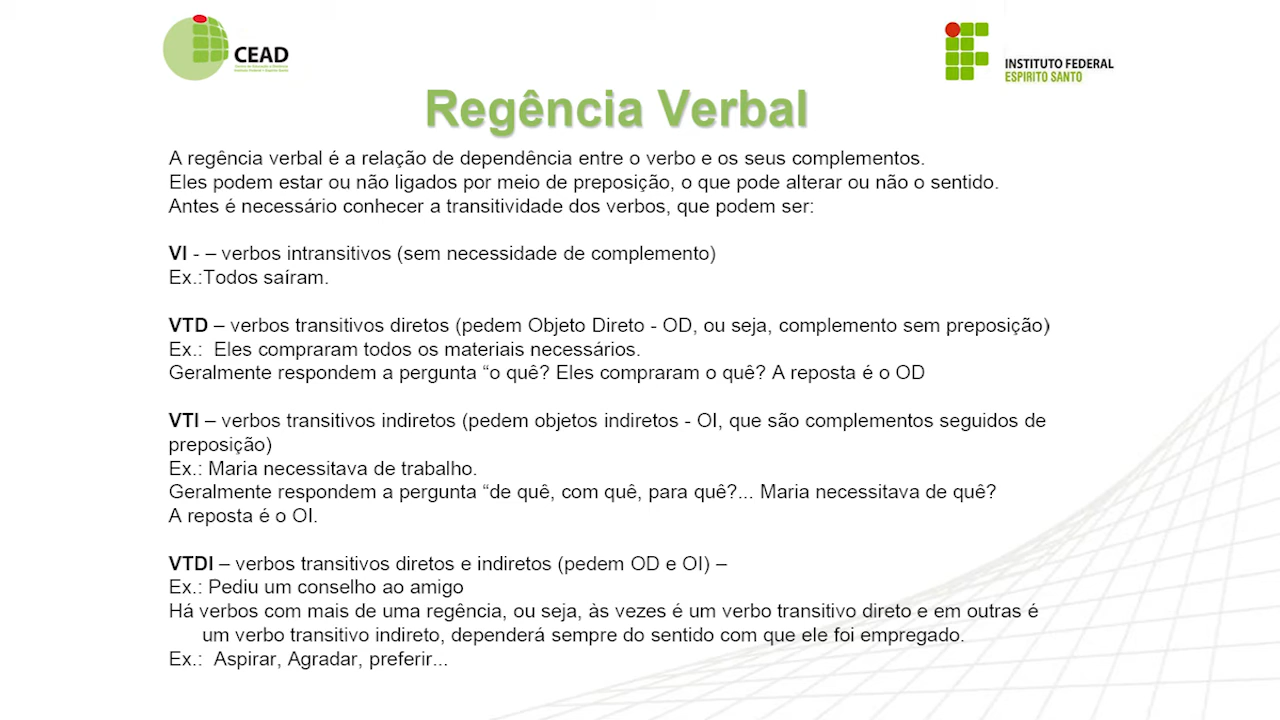 CEAD
INSTITUTO FEDERAL
ESPIRITO SANTO
Regência Verbal
A regência verbal é a relação de dependência entre o verbo e os seus complementos.
Eles podem estar ou não ligados por meio de preposição, o que pode alterar ou não o sentido.
Antes é necessário conhecer a transitividade dos verbos, que podem ser:
VI - – verbos intransitivos (sem necessidade de complemento)
Ex.:Todos saíram.
VTD – verbos transitivos diretos (pedem Objeto Direto - OD, ou seja, complemento sem preposição)
Ex.: Eles compraram todos os materiais necessários.
Geralmente respondem a pergunta “o quê? Eles compraram o quê? A reposta é o OD
VTI – verbos transitivos indiretos (pedem objetos indiretos - OI, que são complementos seguidos de
preposição)
Ex.: Maria necessitava de trabalho.
Geralmente respondem a pergunta “de quê, com quê, para quê?... Maria necessitava de quê?
A reposta é o OI.
VTDI – verbos transitivos diretos e indiretos (pedem OD e OI) –
Ex.: Pediu um conselho ao amigo
Há verbos com mais de uma regência, ou seja, às vezes é um verbo transitivo direto e em outras é
um verbo transitivo indireto, dependerá sempre do sentido com que ele foi empregado.
Ex.: Aspirar, Agradar, preferir...